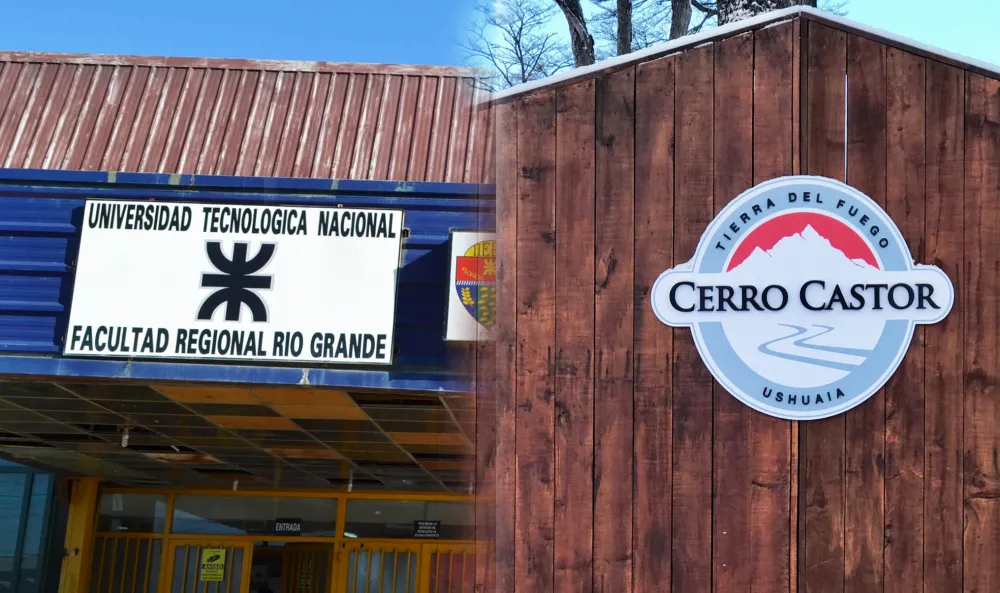 UNIVERSIDAD TECNOLOGICA NACIONAL
FACULTAD REGIONAL RIO GRANDE
ENTRADA
TIERRA DEL FUEGO
CERRO CASTOR
USHUAIA